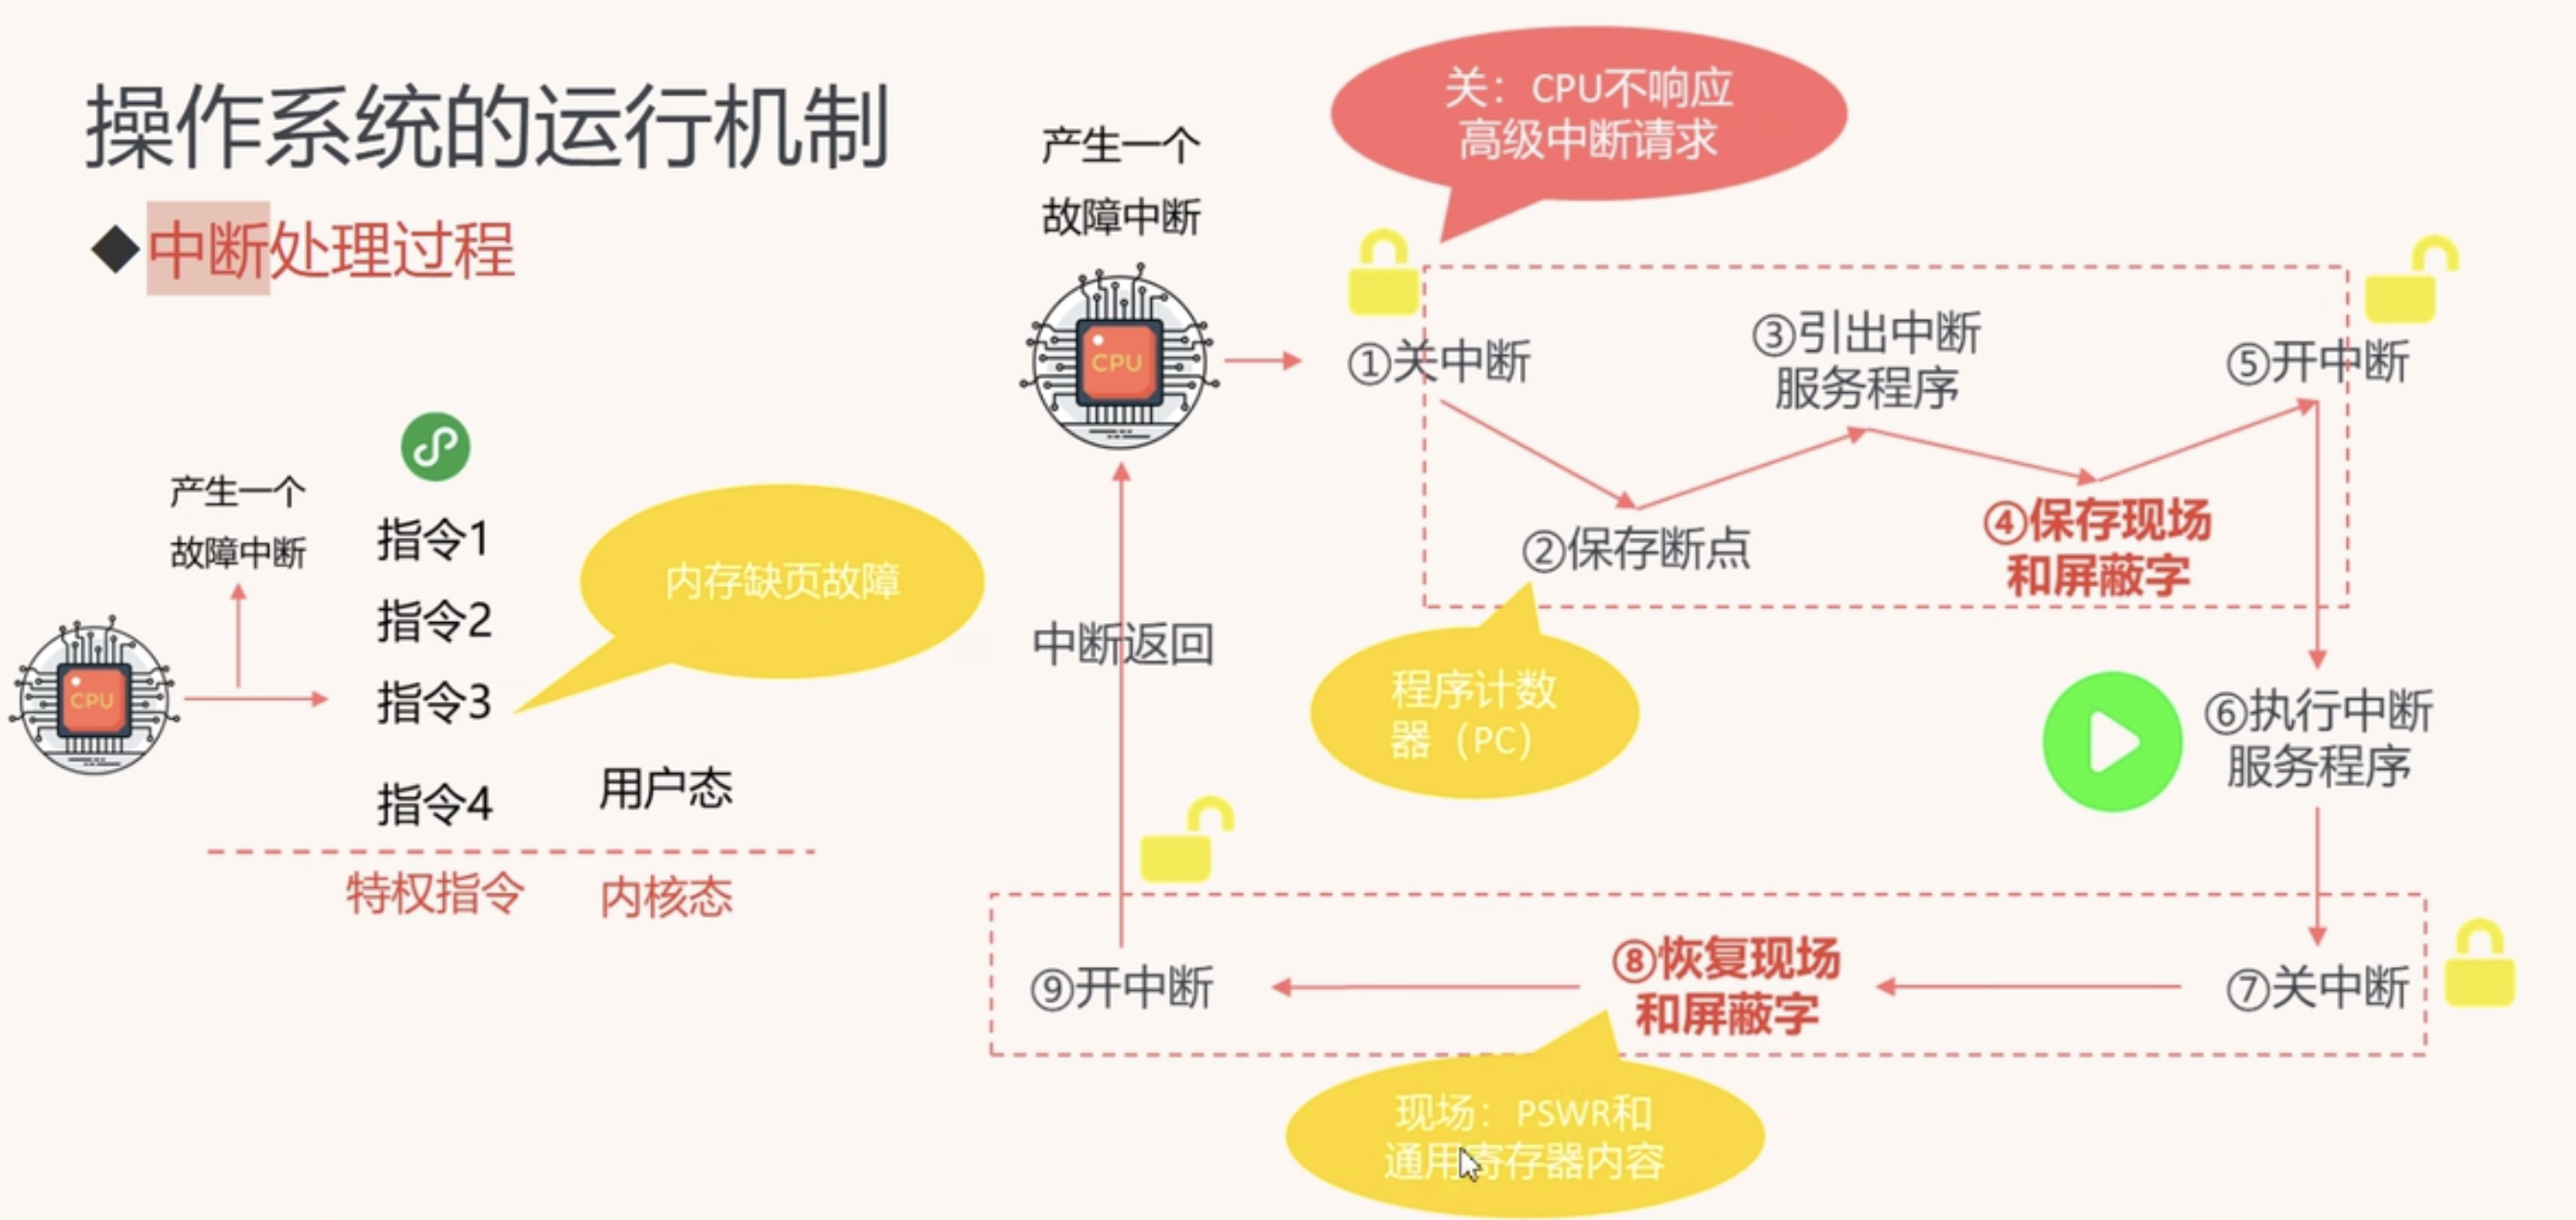 操作系统的运行机制
◆中断处理过程
产生一个
故障中断
CPU
指令1
指令2
指令3
指令4
内存缺页故障
用户态
特权指令
内核态
产生一个
故障中断
CPU
关：CPU不响应
高级中断请求
①关中断
②保存断点
程序计数
器（PC）
③引出中断
服务程序
④保存现场
和屏蔽字
⑤开中断
⑥执行中断
服务程序
⑦关中断
⑧恢复现场
和屏蔽字
现场：PSWR和
通用寄存器内容
⑨开中断
中断返回